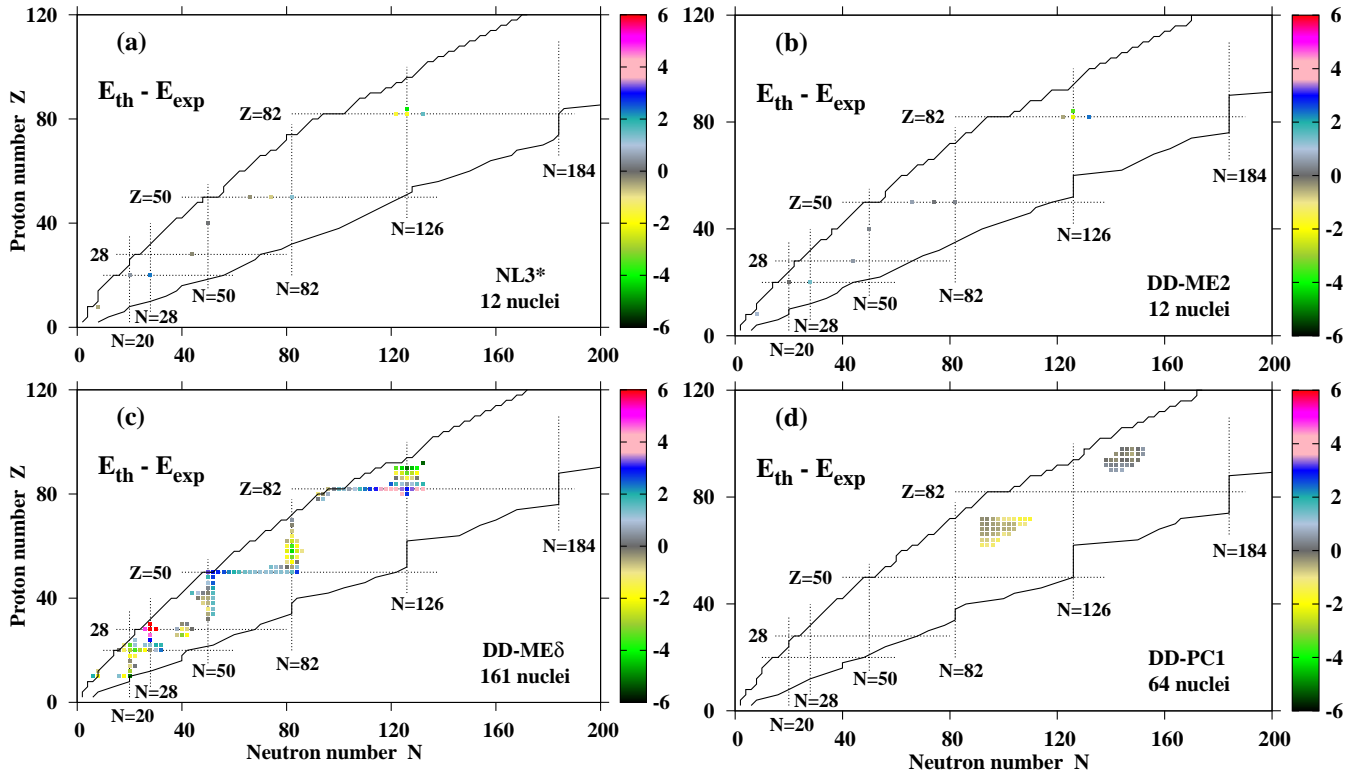 (a)
E_th - E_exp
Z=82
Z=50
28
N=20
N=28
N=50
N=82
N=126
N=184
NL3*
12 nuclei
Proton number Z
0
40
80
120
0
40
80
120
160
200
6
4
2
0
-2
-4
-6
(b)
E_th - E_exp
Z=82
Z=50
28
N=20
N=28
N=50
N=82
N=126
N=184
DD-ME2
12 nuclei
0
40
80
120
0
40
80
120
160
200
6
4
2
0
-2
-4
-6
(c)
E_th - E_exp
Z=82
Z=50
28
N=20
N=28
N=50
N=82
N=126
N=184
DD-MEδ
161 nuclei
Proton number Z
0
40
80
120
0
40
80
120
160
200
Neutron number N
6
4
2
0
-2
-4
-6
(d)
E_th - E_exp
Z=82
Z=50
28
N=20
N=28
N=50
N=82
N=126
N=184
DD-PC1
64 nuclei
0
40
80
120
0
40
80
120
160
200
Neutron number N
6
4
2
0
-2
-4
-6